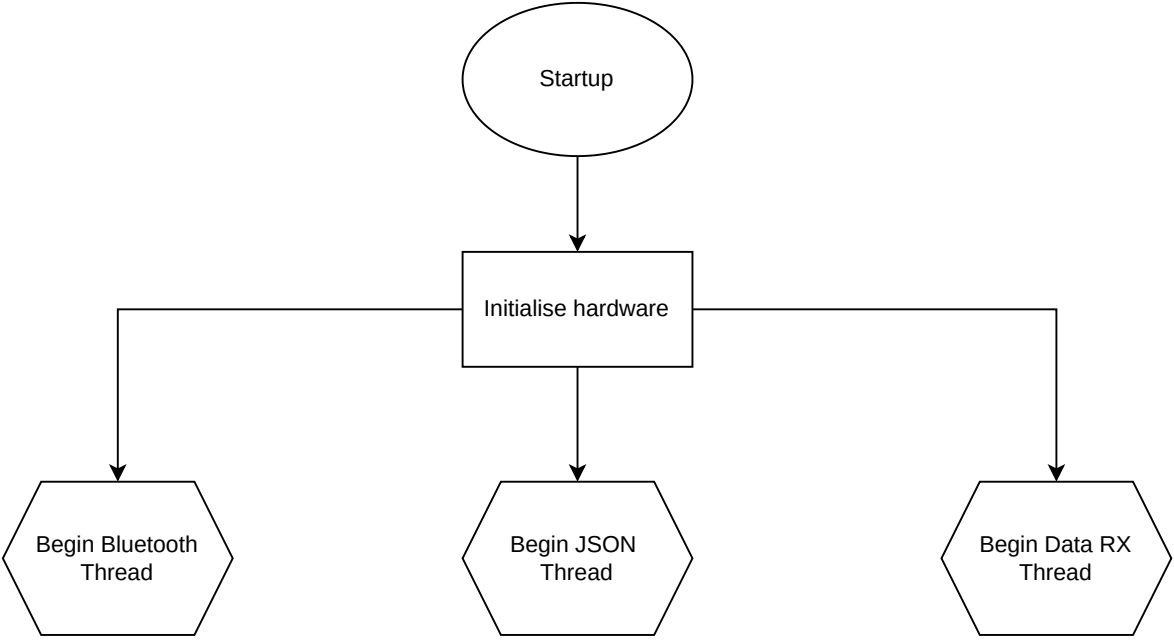 Startup
Initialise hardware
Begin Bluetooth
Thread
Begin JSON
Thread
Begin Data RX
Thread